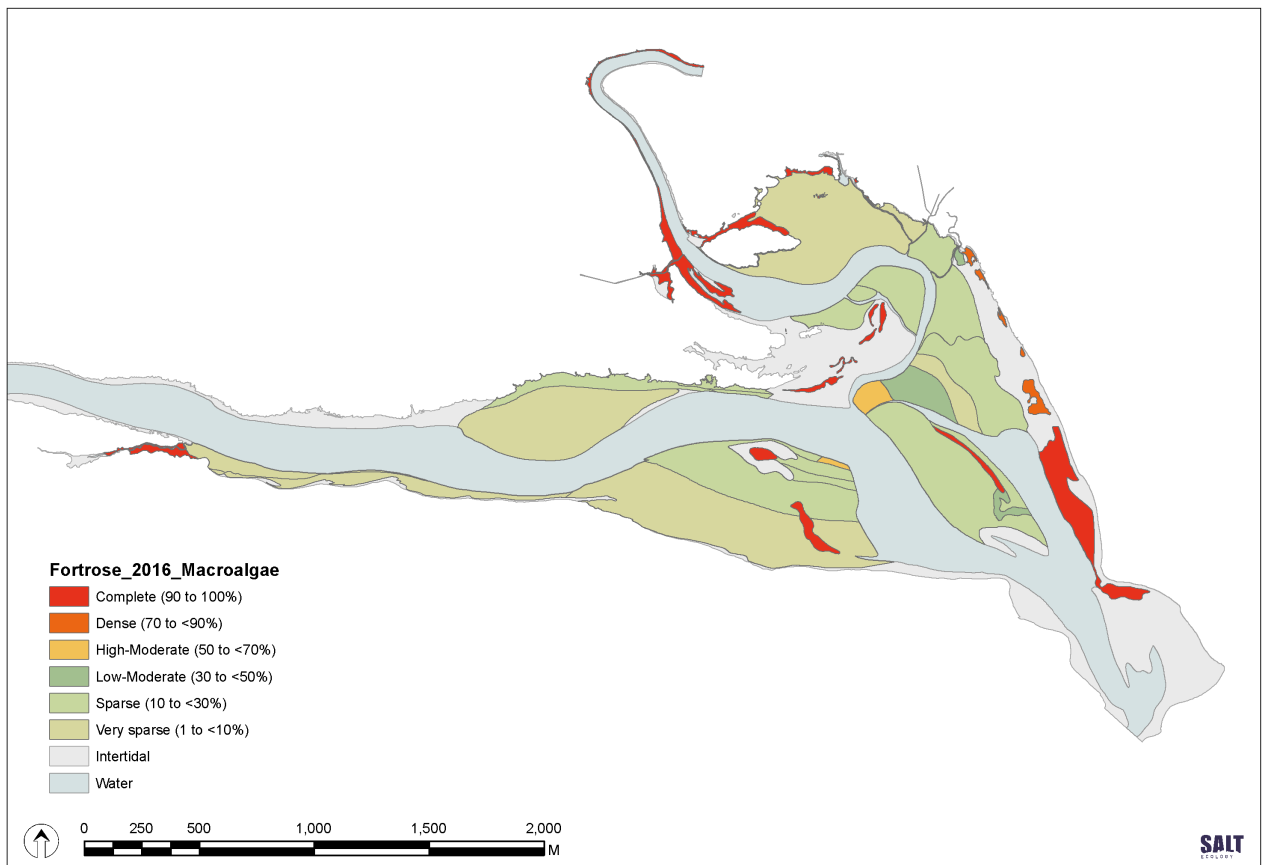 Fortrose_2016_Macroalgae
Complete (90 to 100%)
Dense (70 to <90%)
High-Moderate (50 to <70%)
Low-Moderate (30 to <50%)
Sparse (10 to <30%)
Very sparse (1 to <10%)
Intertidal
Water
0 250 500 1,000 1,500 2,000
M
SALT
ECOLOGY